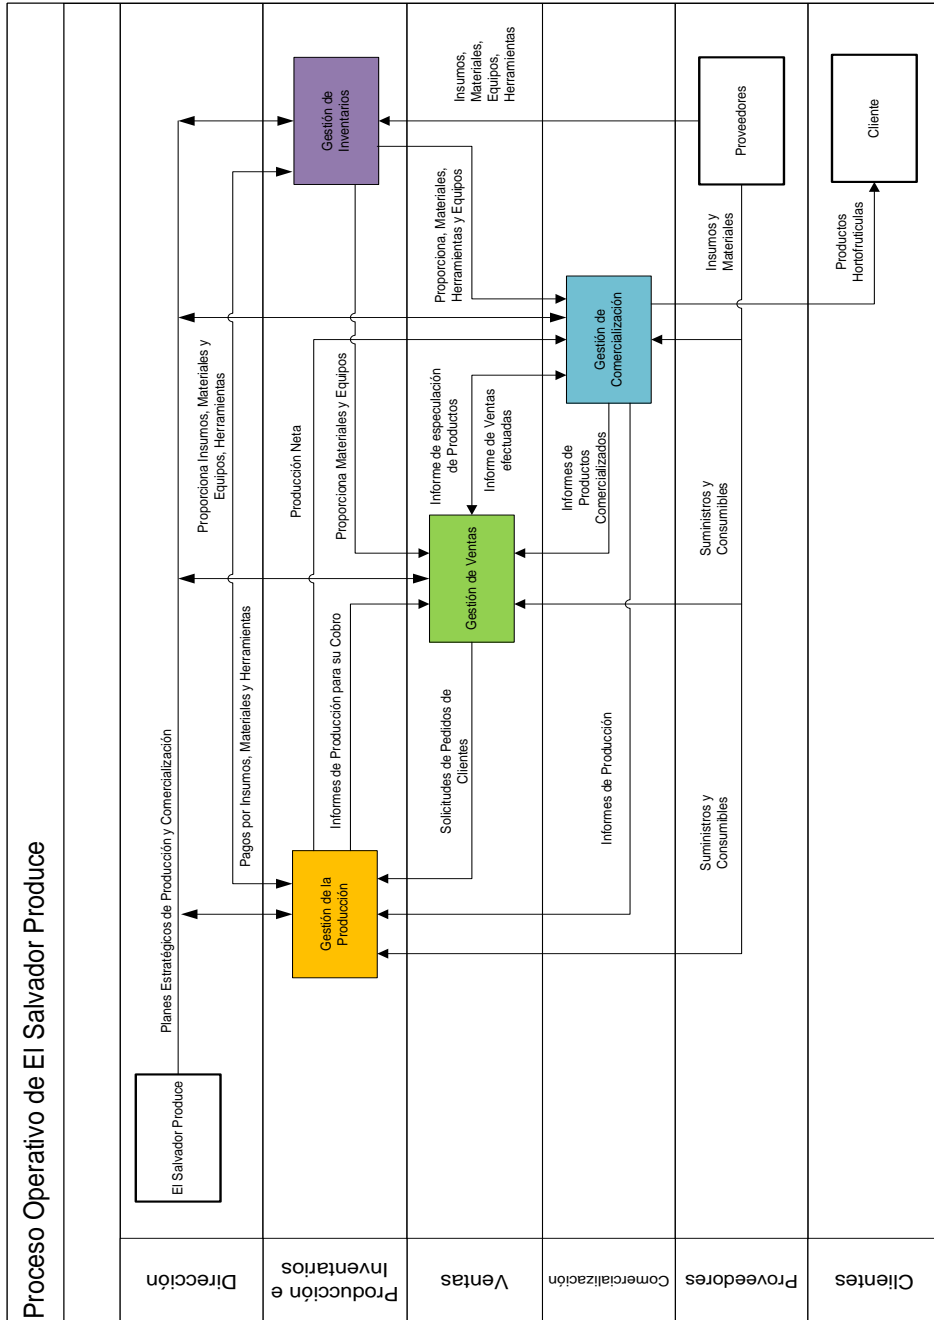 Proceso Operativo de El Salvador Produce
Dirección
El Salvador Produce
Planes Estratégicos de Producción y Comercialización
Pagos por Insumos, Materiales y Herramientas
Proporciona Insumos, Materiales y
Equipos, Herramientas
Producción e
Inventarios
Gestión de la
Producción
Informes de Producción para su Cobro
Producción Neta
Proporciona Materiales y Equipos
Gestión de
Inventarios
Ventas
Solicitudes de Pedidos de
Clientes
Gestión de Ventas
Informe de especulación
de Productos
Informe de Ventas
efectuadas
Proporciona, Materiales,
Herramientas y Equipos
Insumos,
Materiales,
Equipos,
Herramientas
Comercialización
Informes de Producción
Informes de
Productos
Comercializados
Gestión de
Comercialización
Proveedores
Suministros y
Consumibles
Suministros y
Consumibles
Insumos y
Materiales
Proveedores
Clientes
Productos
Hortofruticulas
Cliente